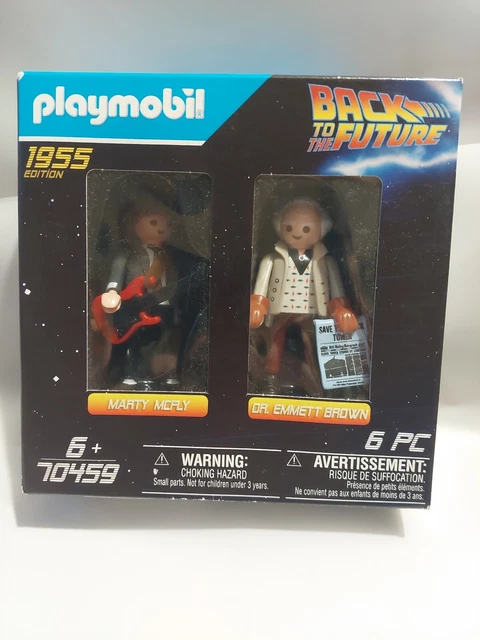 playmobil
BACK
TO THE
FUTURE
1955
EDITION
SAVE
TOWER
MARTY MCFLY
DR. EMMETT BROWN
6+
70459
6 PC
WARNING:
CHOKING HAZARD
Small parts. Not for children under 3 years.
AVERTISSEMENT:
RISQUE DE SUFFOCATION.
Présence de petits éléments.
Ne convient pas aux enfants de moins de 3 ans.